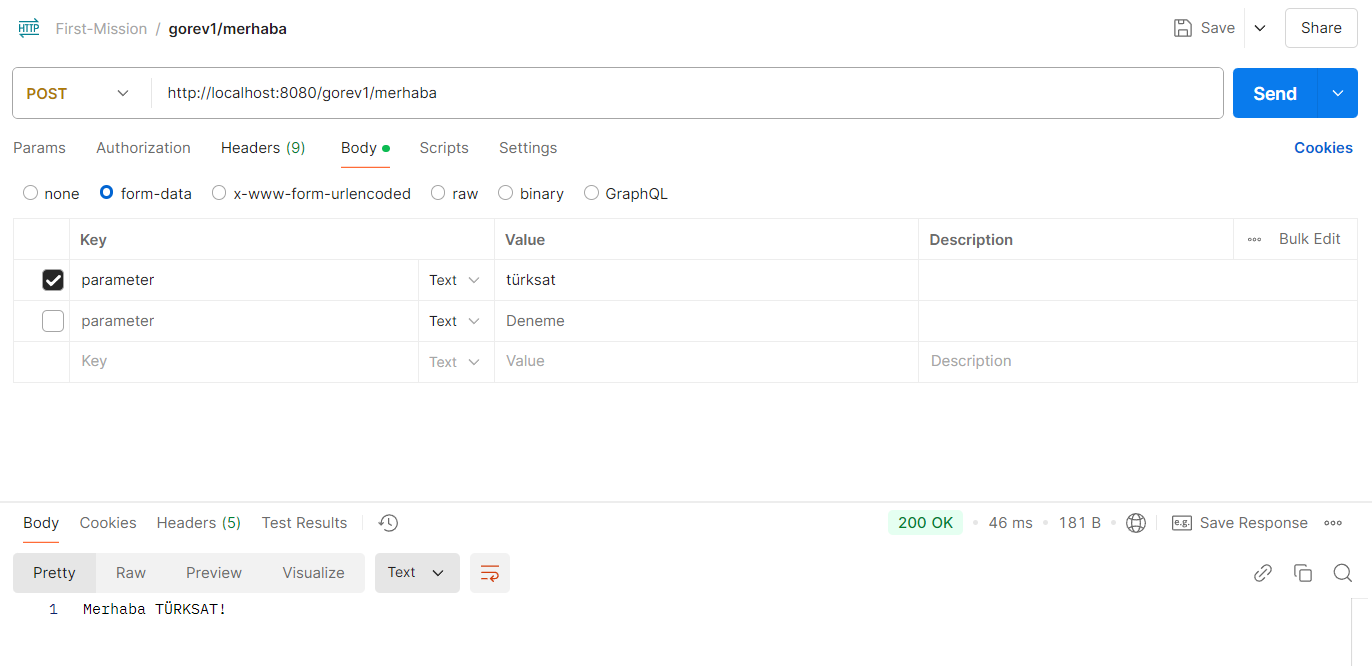 HTTP First-Mission / gorev1/merhaba Save Share
POST http://localhost:8080/gorev1/merhaba Send
Params Authorization Headers (9) Body Scripts Settings Cookies
none form-data x-www-form-urlencoded raw binary GraphQL
Key Value Description Bulk Edit
parameter Text türksat
parameter Text Deneme
Key Text Value Description
Body Cookies Headers (5) Test Results 200 OK 46 ms 181 B e.g. Save Response
Pretty Raw Preview Visualize Text
1 Merhaba TÜRKSAT!